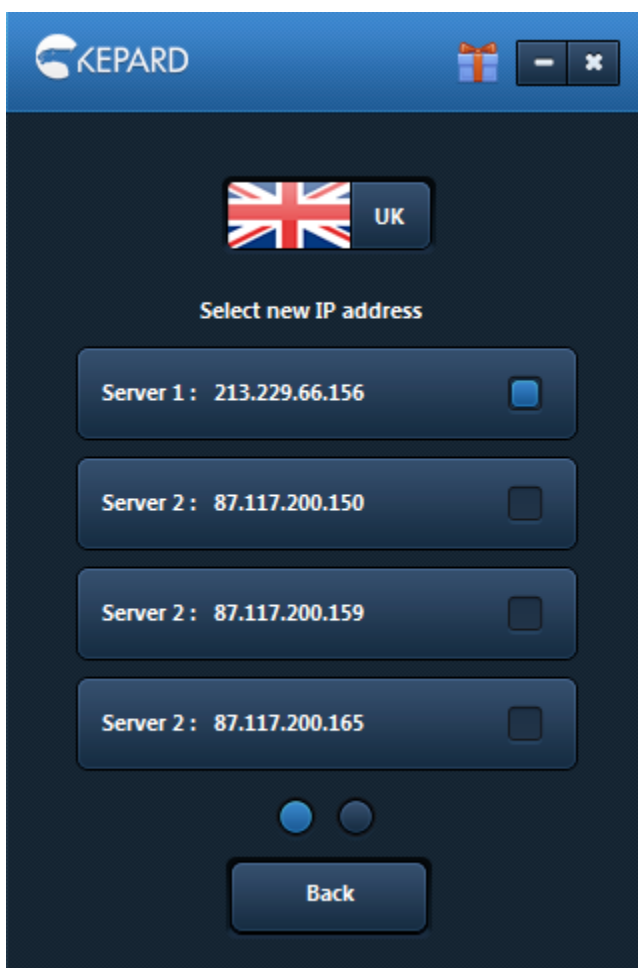 KEPARD
UK
Select new IP address
Server 1 : 213.229.66.156
Server 2 : 87.117.200.150
Server 2 : 87.117.200.159
Server 2 : 87.117.200.165
Back